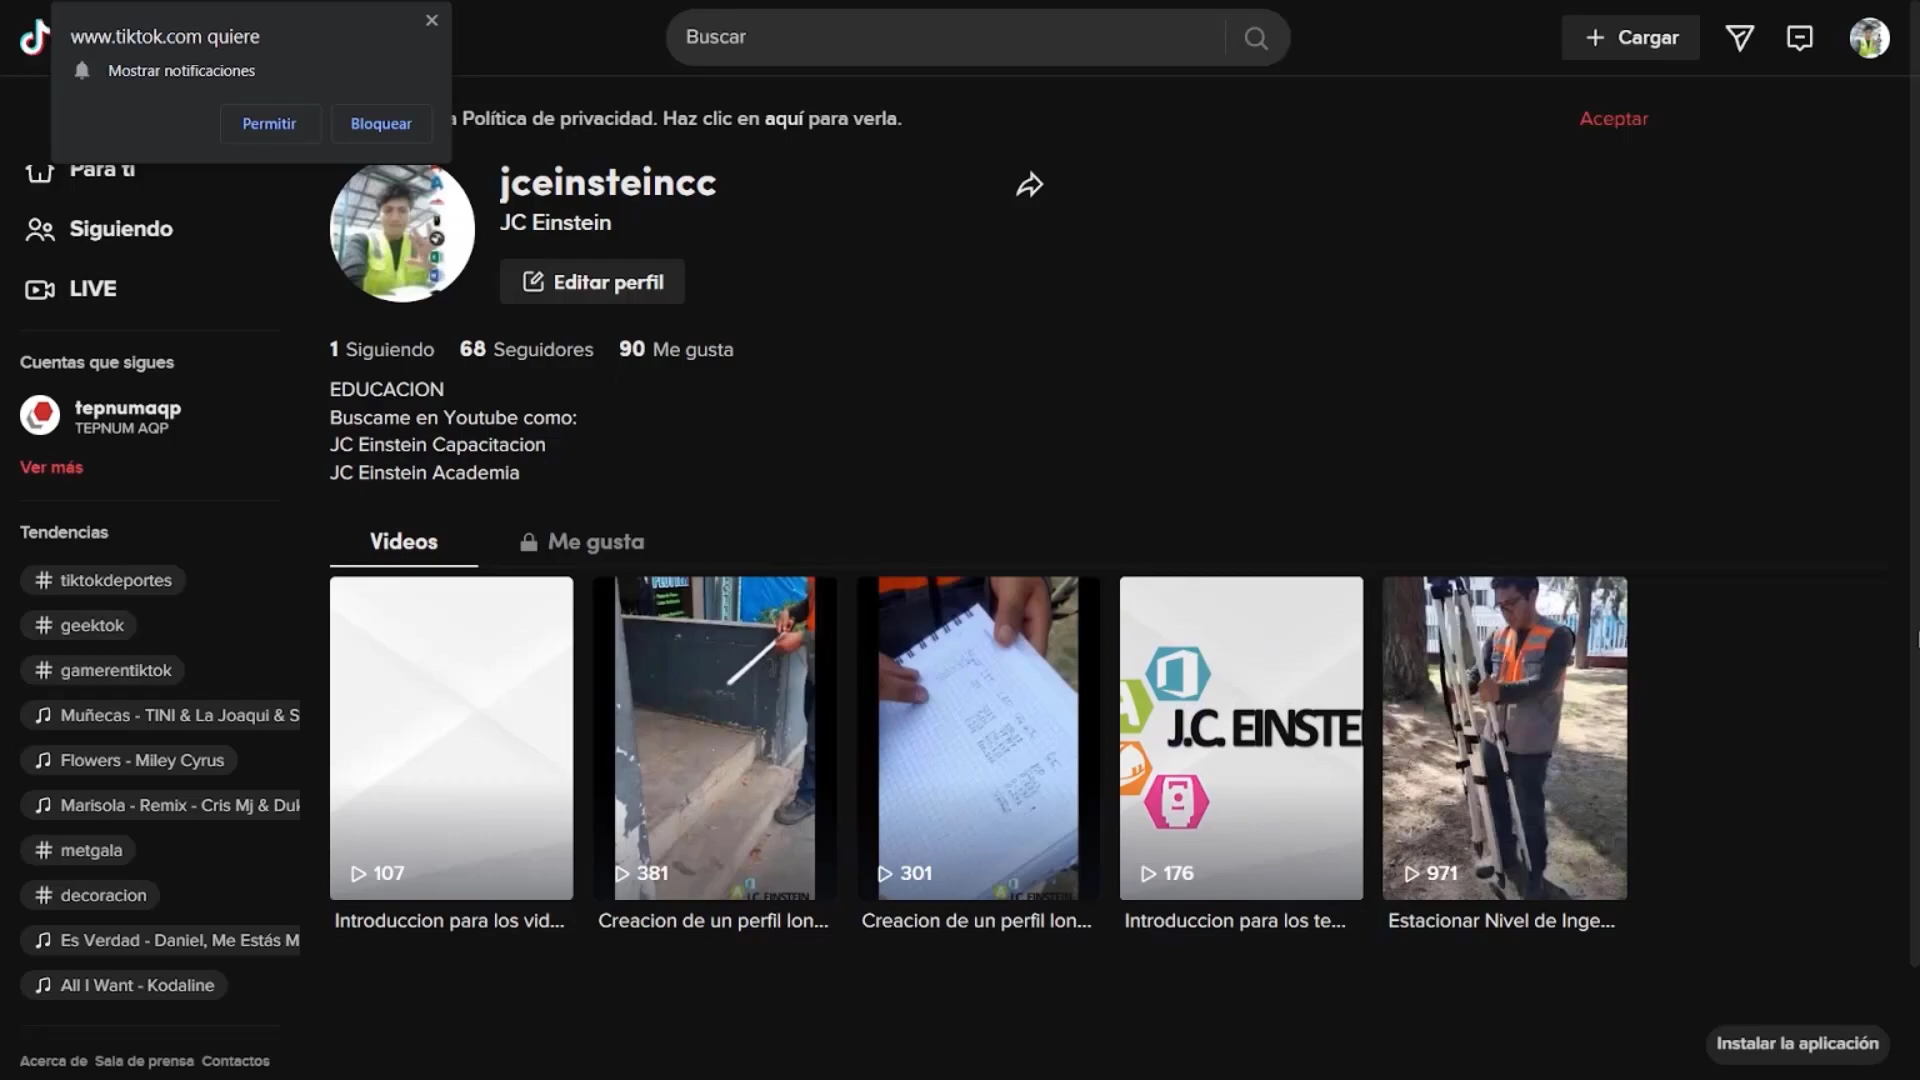 www.tiktok.com quiere
Mostrar notificaciones
Permitir
Bloquear
Buscar
Cargar
Política de privacidad. Haz clic en aquí para verla.
Aceptar
Para ti
Siguiendo
LIVE
Cuentas que sigues
tepnumaqp
TEPNUM AQP
Ver más
Tendencias
# tiktokdeportes
# geektok
# gamerentiktok
Muñecas - TINI & La Joaqui & S
Flowers - Miley Cyrus
Marisola - Remix - Cris Mj & Duk
# metgala
# decoracion
Es Verdad - Daniel, Me Estás M
All I Want - Kodaline
Acerca de Sala de prensa Contactos
jceinsteincc
JC Einstein
Editar perfil
1 Siguiendo 68 Seguidores 90 Me gusta
EDUCACION
Buscame en Youtube como:
JC Einstein Capacitacion
JC Einstein Academia
Videos
Me gusta
107
Introduccion para los vid...
381
Creacion de un perfil lon...
301
Creacion de un perfil lon...
J.C. EINSTEI
176
Introduccion para los te...
971
Estacionar Nivel de Inge...
Instalar la aplicación